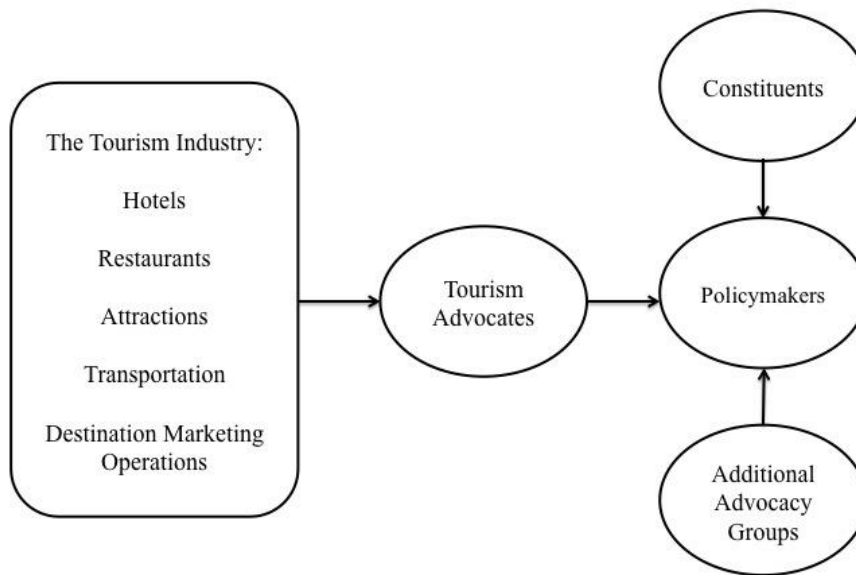 The Tourism Industry:
Hotels
Restaurants
Attractions
Transportation
Destination Marketing
Operations
Tourism
Advocates
Constituents
Policymakers
Additional
Advocacy
Groups